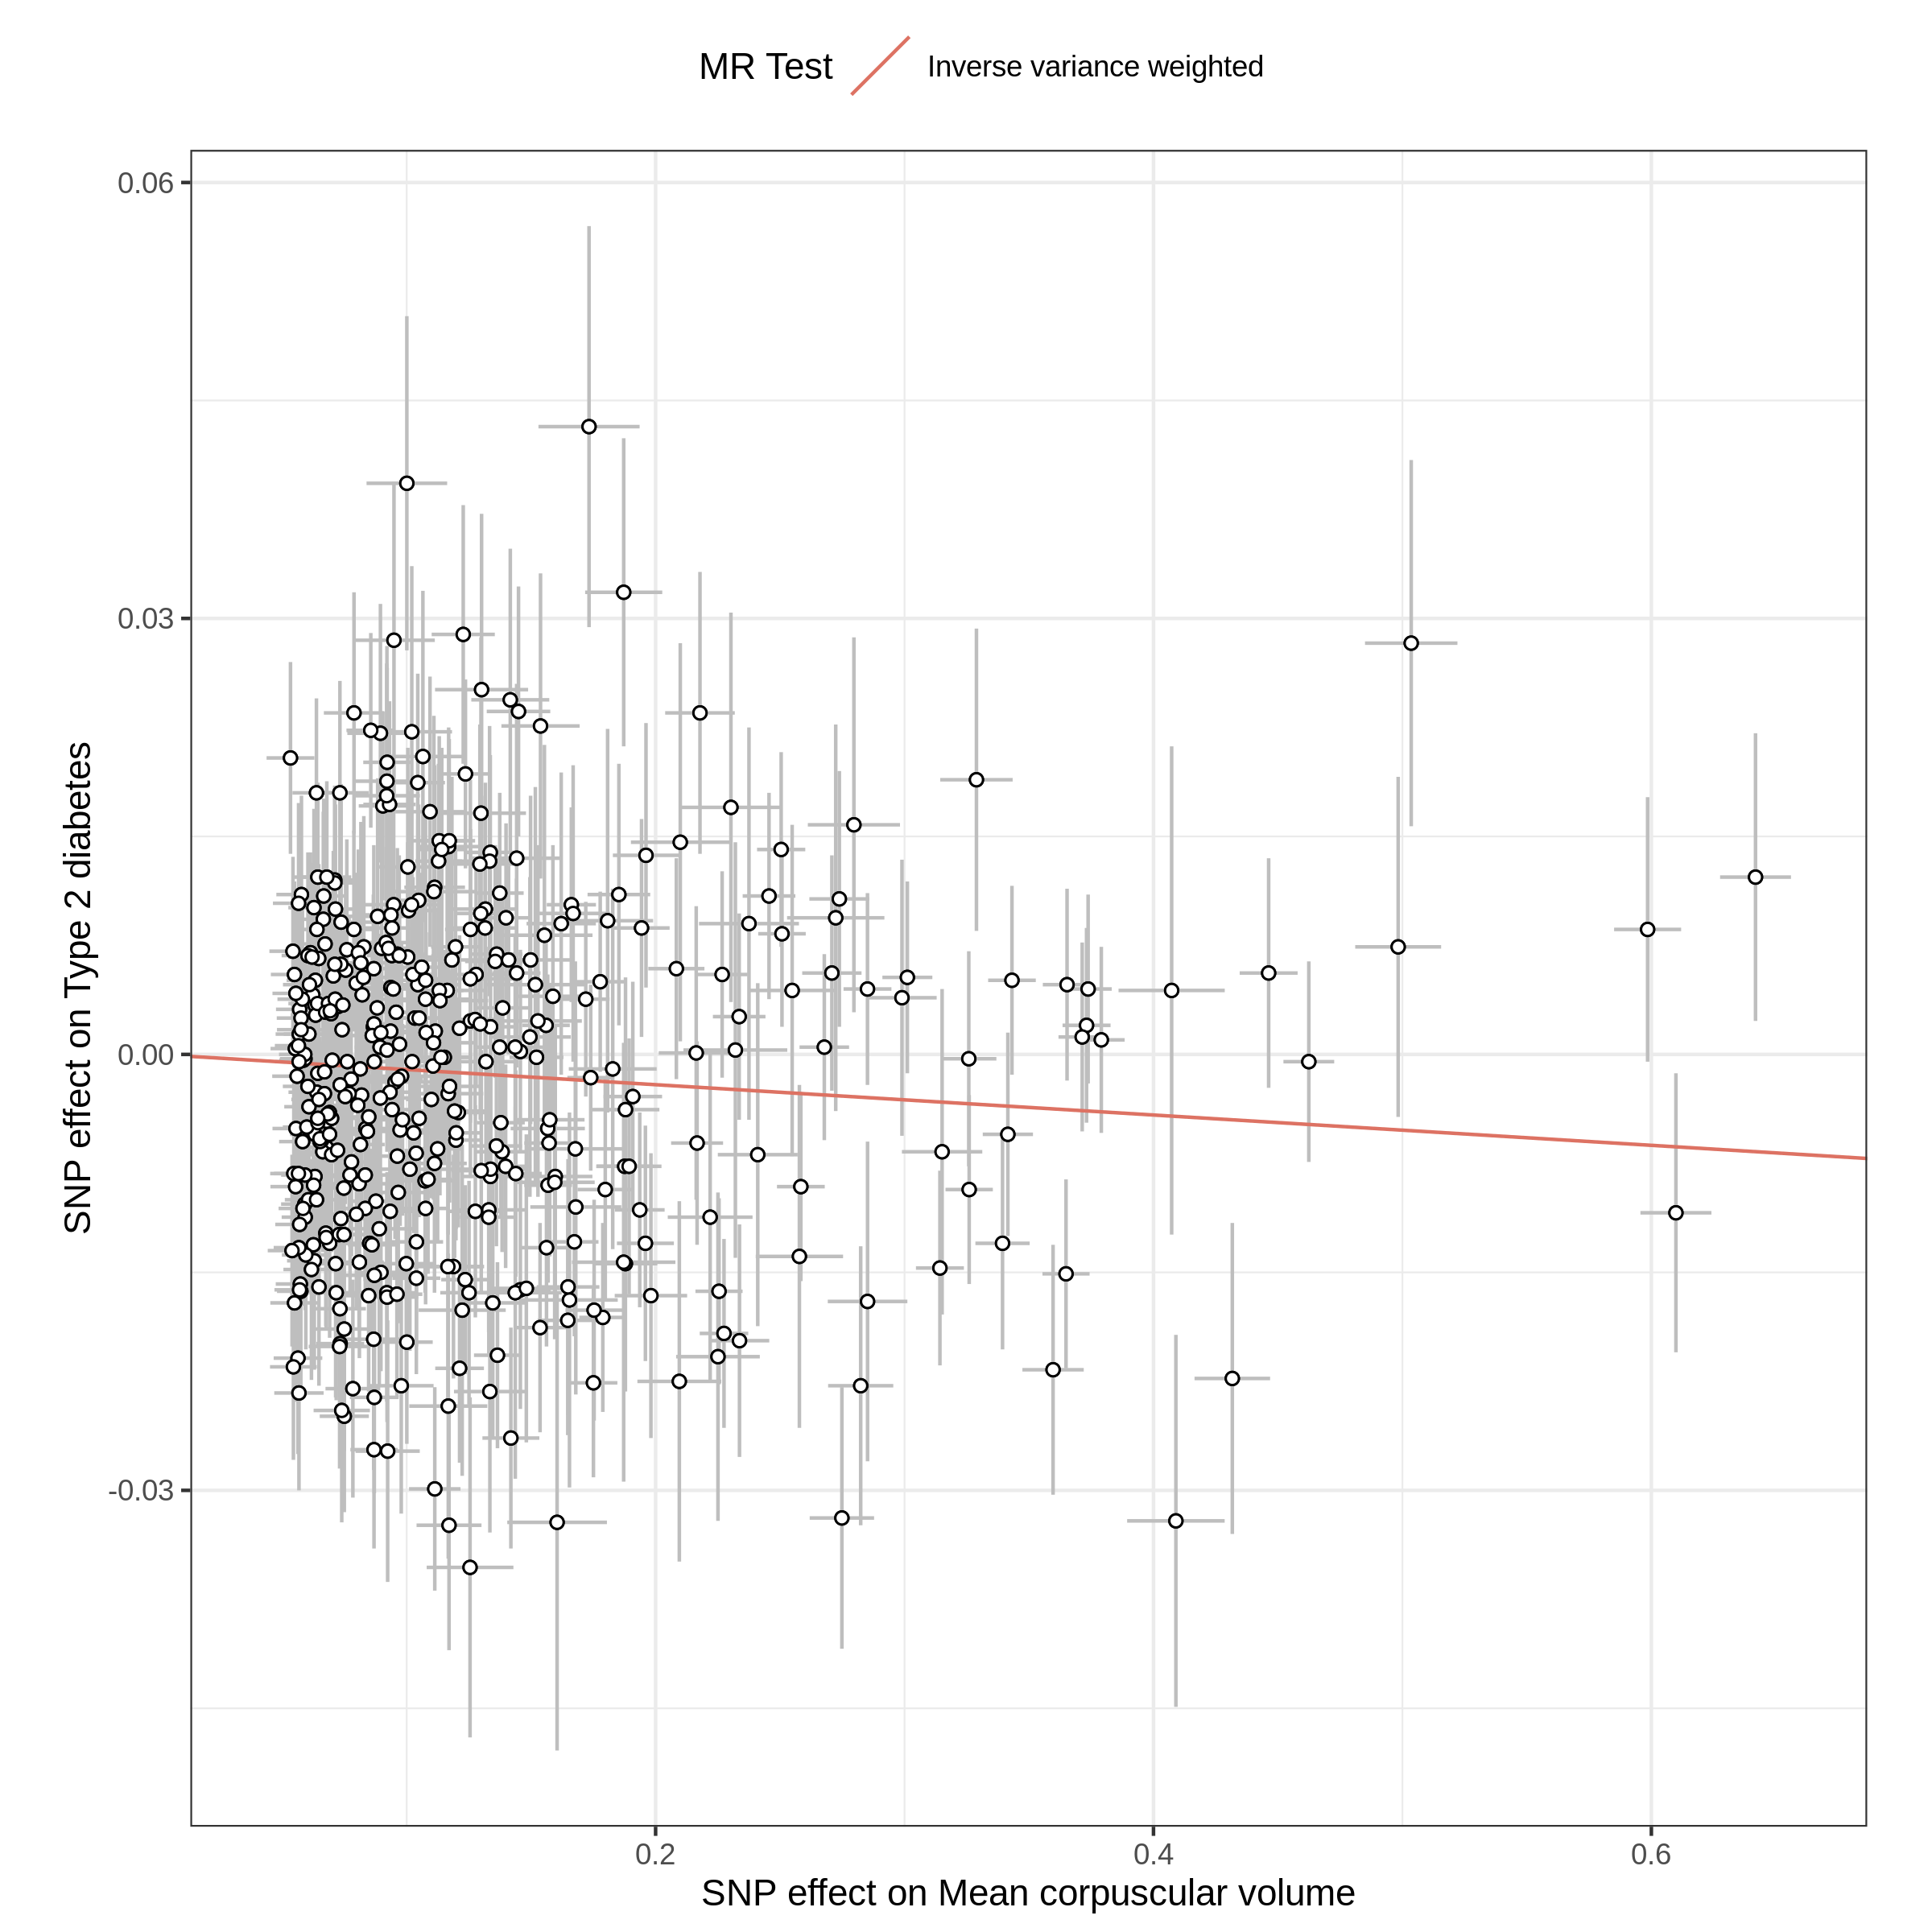 MR Test Inverse variance weighted
0.06
0.03
0.00
-0.03
SNP effect on Type 2 diabetes
0.2 0.4 0.6
SNP effect on Mean corpuscular volume